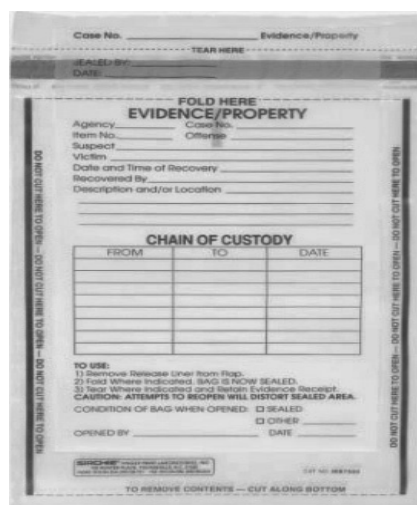 Case No. Evidence/Property
TEAR HERE
SEALED BY:
DATE:
FOLD HERE
EVIDENCE/PROPERTY
Agency Case No.
Item No. Offense
Suspect
Victim
Date and Time of Recovery
Recovered By
Description and/or Location
CHAIN OF CUSTODY
FROM TO DATE
TO USE:
1) Remove Release Liner from Flap.
2) Fold Where Indicated. BAG IS NOW SEALED.
3) Tear Where Indicated and Retain Evidence Receipt.
CAUTION: ATTEMPTS TO REOPEN WILL DISTORT SEALED AREA.
CONDITION OF BAG WHEN OPENED: ☐ SEALED
☐ OTHER
OPENED BY DATE
SIRCHIE
CAT NO.
TO REMOVE CONTENTS — CUT ALONG BOTTOM
DO NOT CUT HERE TO OPEN — DO NOT CUT HERE TO OPEN — DO NOT CUT HERE TO OPEN
DO NOT CUT HERE TO OPEN — DO NOT CUT HERE TO OPEN — DO NOT CUT HERE TO OPEN